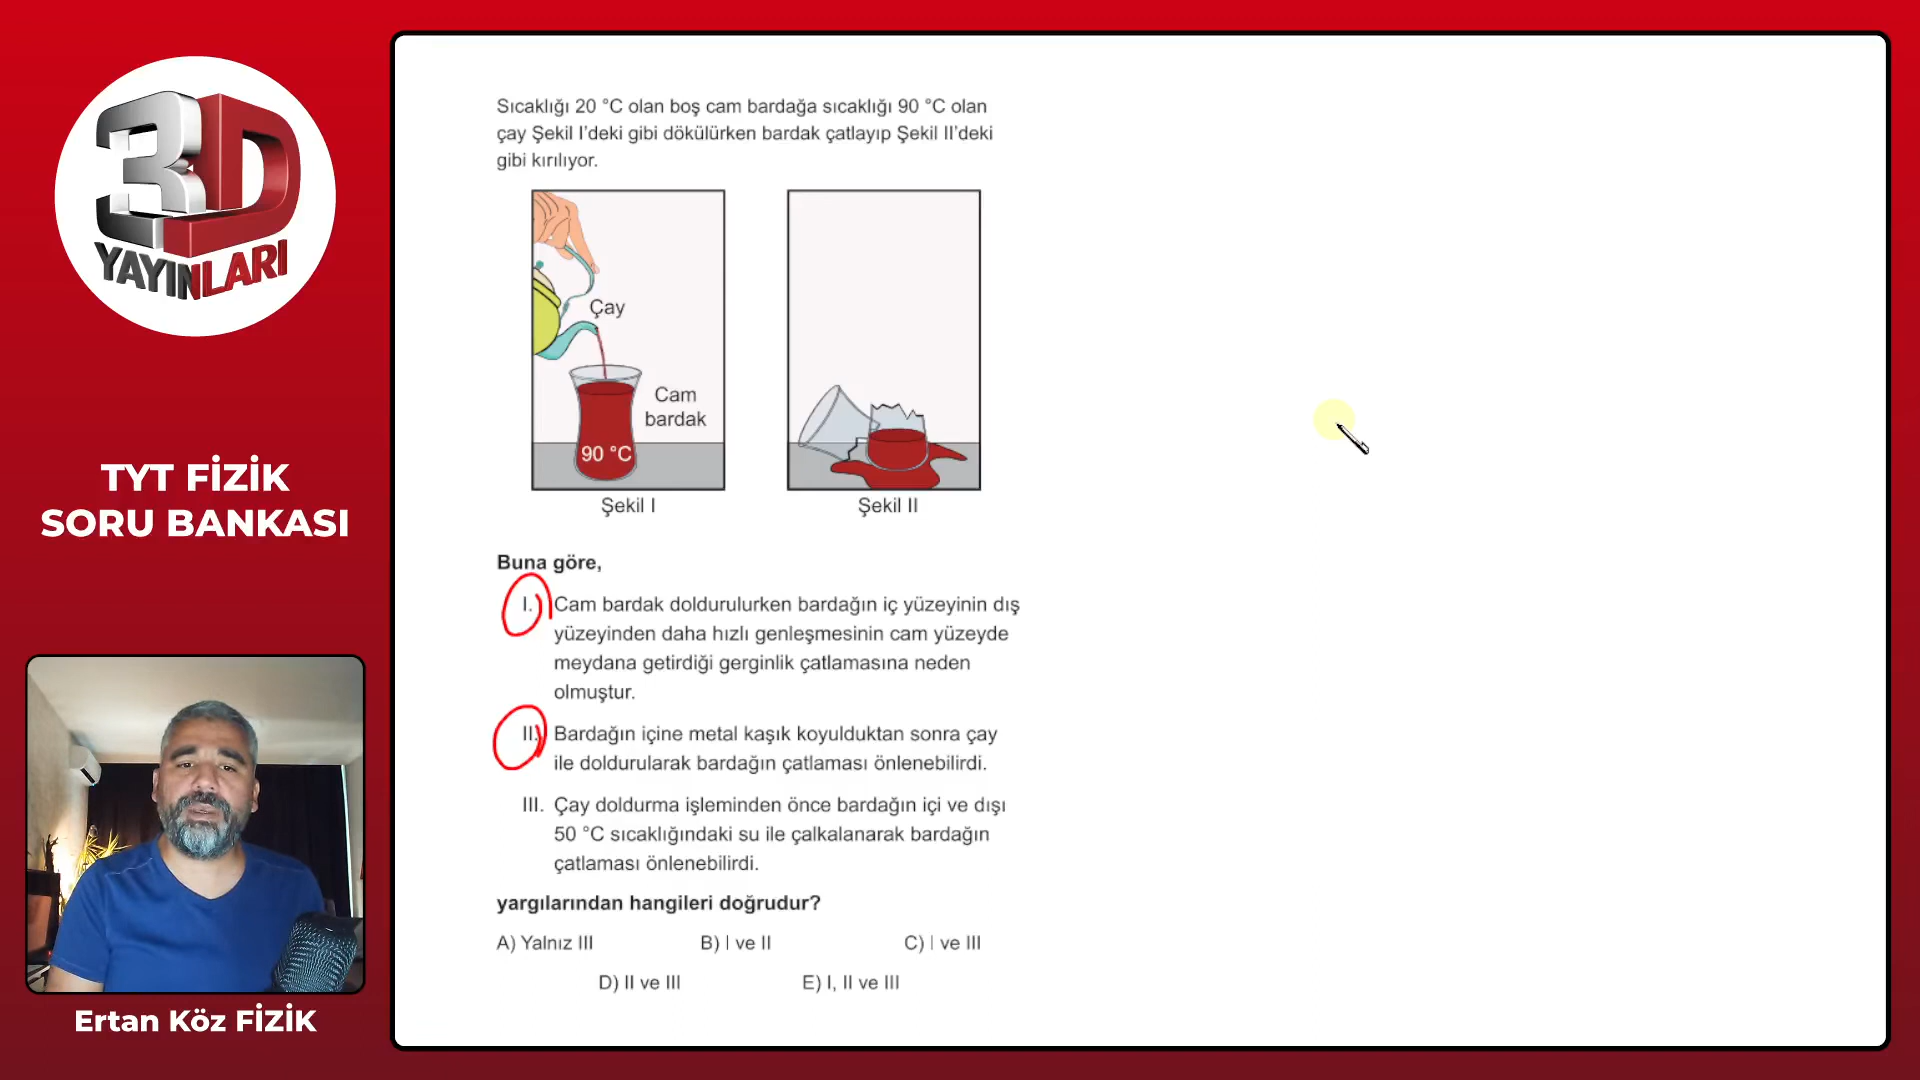 3D
YAYINLARI
TYT FİZİK
SORU BANKASI
Ertan Köz FİZİK
Sıcaklığı 20 °C olan boş cam bardağa sıcaklığı 90 °C olan
çay Şekil I'deki gibi dökülürken bardak çatlayıp Şekil II'deki
gibi kırılıyor.
Çay
Cam
bardak
90 °C
Şekil I
Şekil II
Buna göre,
I. Cam bardak doldurulurken bardağın iç yüzeyinin dış
yüzeyinden daha hızlı genleşmesinin cam yüzeyde
meydana getirdiği gerginlik çatlamasına neden
olmuştur.
II. Bardağın içine metal kaşık koyulduktan sonra çay
ile doldurularak bardağın çatlaması önlenebilirdi.
III. Çay doldurma işleminden önce bardağın içi ve dışı
50 °C sıcaklığındaki su ile çalkalanarak bardağın
çatlaması önlenebilirdi.
yargılarından hangileri doğrudur?
A) Yalnız III B) I ve II C) I ve III
D) II ve III E) I, II ve III